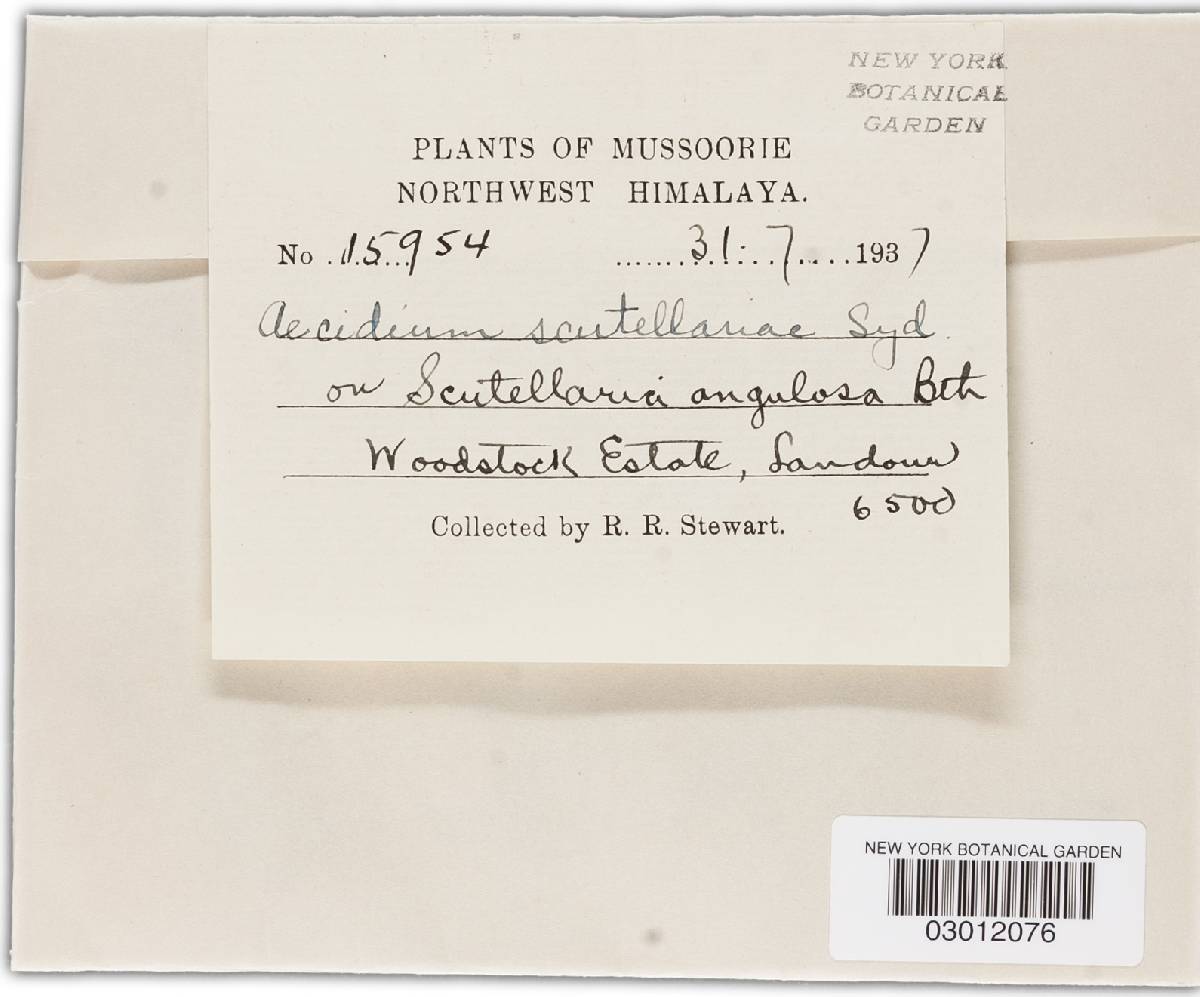 NEW YORK
BOTANICAL
GARDEN
PLANTS OF MUSSOORIE
NORTHWEST HIMALAYA.
No. 15954 31. 7. 1937
Aecidium scutellariae Syd.
on Scutellaria angulosa Bth
Woodstock Estate, Landour
6500
Collected by R. R. Stewart.
NEW YORK BOTANICAL GARDEN
03012076